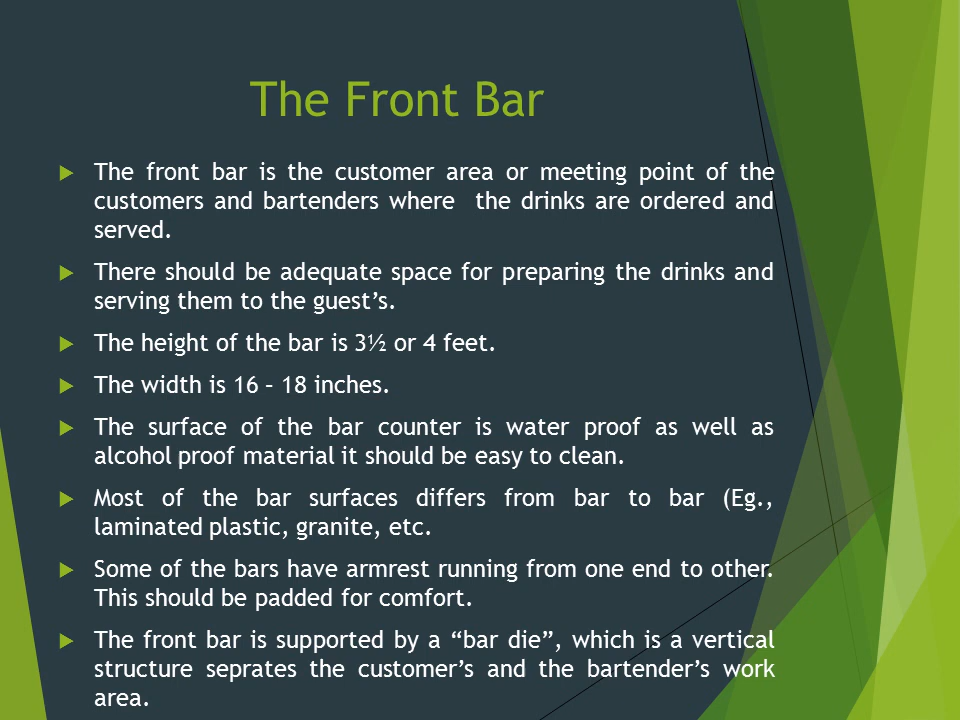 The Front Bar
The front bar is the customer area or meeting point of the
customers and bartenders where  the drinks are ordered and
served.
There should be adequate space for preparing the drinks and
serving them to the guest’s.
The height of the bar is 3½ or 4 feet.
The width is 16 – 18 inches.
The surface of the bar counter is water proof as well as
alcohol proof material it should be easy to clean.
Most of the bar surfaces differs from bar to bar (Eg.,
laminated plastic, granite, etc.
Some of the bars have armrest running from one end to other.
This should be padded for comfort.
The front bar is supported by a “bar die”, which is a vertical
structure seprates the customer’s and the bartender’s work
area.